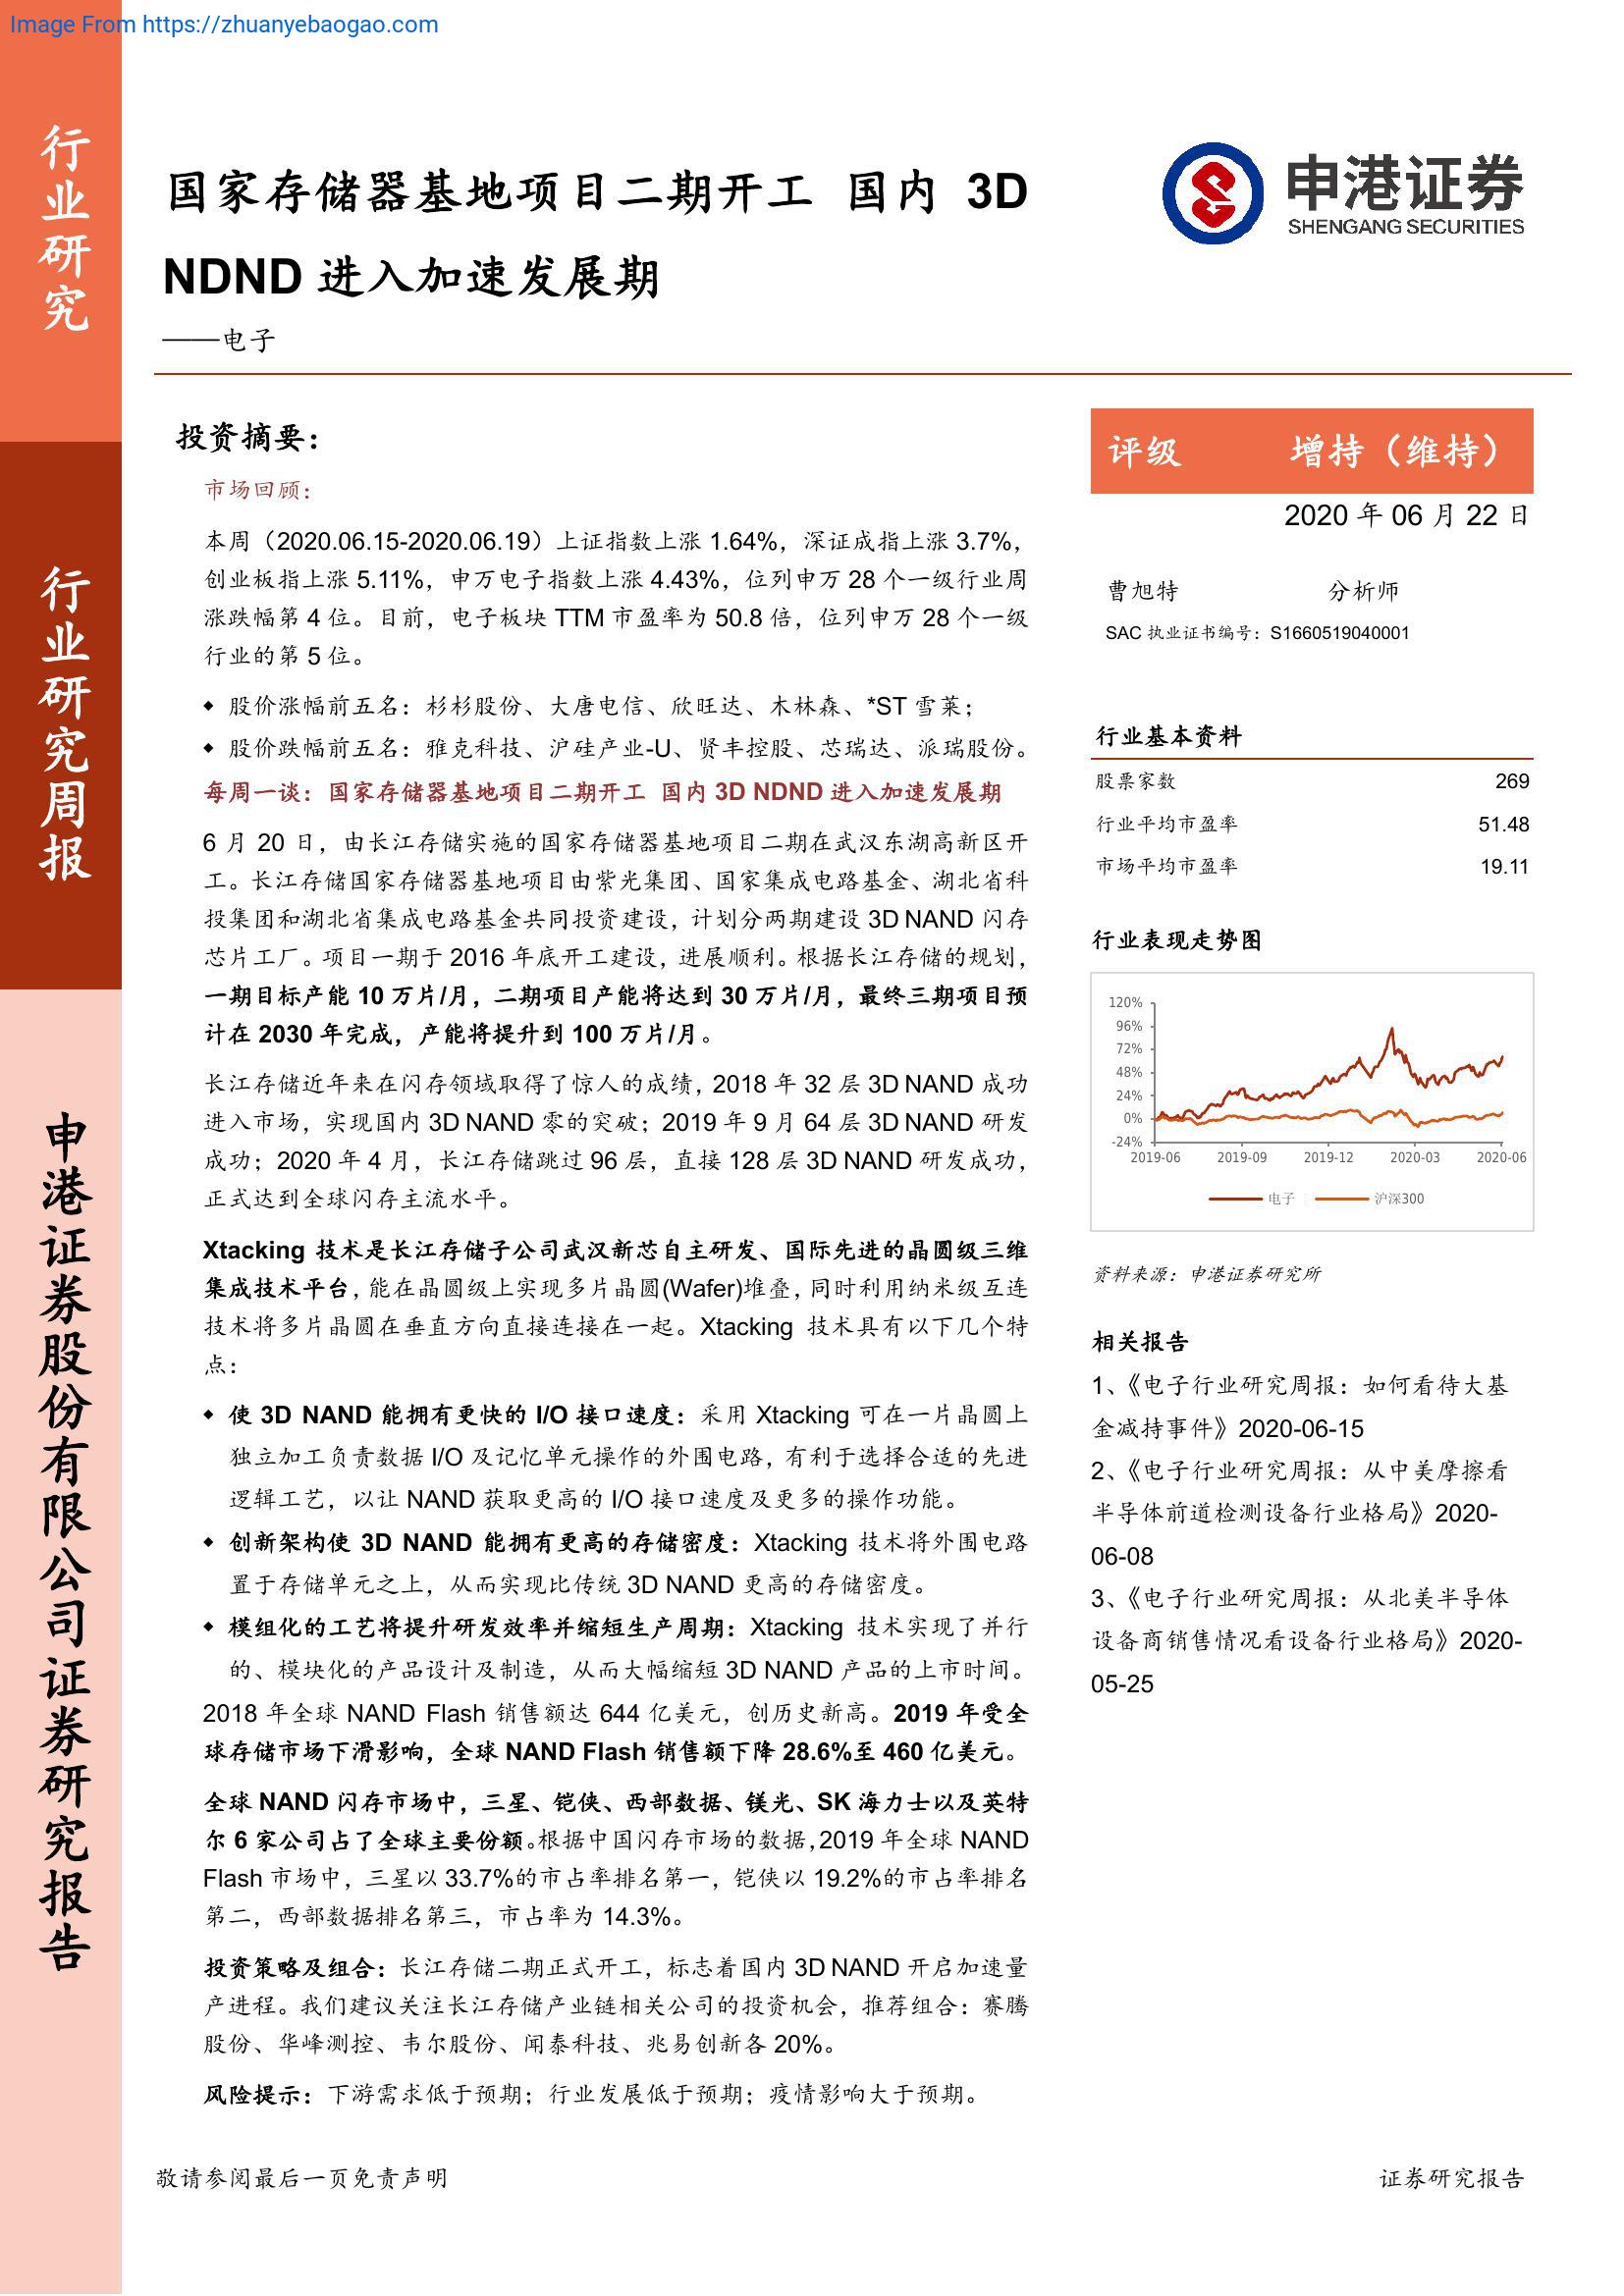 Image From https://zhuanyebaogao.com
行业研究
行业研究周报
申港证券股份有限公司证券研究报告
国家存储器基地项目二期开工 国内 3D
NDND 进入加速发展期
——电子
申港证券
SHENGANG SECURITIES
投资摘要：
市场回顾：
本周（2020.06.15-2020.06.19）上证指数上涨 1.64%，深证成指上涨 3.7%，
创业板指上涨 5.11%，申万电子指数上涨 4.43%，位列申万 28 个一级行业周
涨跌幅第 4 位。目前，电子板块 TTM 市盈率为 50.8 倍，位列申万 28 个一级
行业的第 5 位。
◆ 股价涨幅前五名：杉杉股份、大唐电信、欣旺达、木林森、*ST 雪莱；
◆ 股价跌幅前五名：雅克科技、沪硅产业-U、贤丰控股、芯瑞达、派瑞股份。
每周一谈：国家存储器基地项目二期开工 国内 3D NDND 进入加速发展期
6 月 20 日，由长江存储实施的国家存储器基地项目二期在武汉东湖高新区开
工。长江存储国家存储器基地项目由紫光集团、国家集成电路基金、湖北省科
投集团和湖北省集成电路基金共同投资建设，计划分两期建设 3D NAND 闪存
芯片工厂。项目一期于 2016 年底开工建设，进展顺利。根据长江存储的规划，
一期目标产能 10 万片/月，二期项目产能将达到 30 万片/月，最终三期项目预
计在 2030 年完成，产能将提升到 100 万片/月。
长江存储近年来在闪存领域取得了惊人的成绩，2018 年 32 层 3D NAND 成功
进入市场，实现国内 3D NAND 零的突破；2019 年 9 月 64 层 3D NAND 研发
成功；2020 年 4 月，长江存储跳过 96 层，直接 128 层 3D NAND 研发成功，
正式达到全球闪存主流水平。
Xtacking 技术是长江存储子公司武汉新芯自主研发、国际先进的晶圆级三维
集成技术平台，能在晶圆级上实现多片晶圆(Wafer)堆叠，同时利用纳米级互连
技术将多片晶圆在垂直方向直接连接在一起。Xtacking 技术具有以下几个特
点：
◆ 使 3D NAND 能拥有更快的 I/O 接口速度：采用 Xtacking 可在一片晶圆上
独立加工负责数据 I/O 及记忆单元操作的外围电路，有利于选择合适的先进
逻辑工艺，以让 NAND 获取更高的 I/O 接口速度及更多的操作功能。
◆ 创新架构使 3D NAND 能拥有更高的存储密度：Xtacking 技术将外围电路
置于存储单元之上，从而实现比传统 3D NAND 更高的存储密度。
◆ 模组化的工艺将提升研发效率并缩短生产周期：Xtacking 技术实现了并行
的、模块化的产品设计及制造，从而大幅缩短 3D NAND 产品的上市时间。
2018 年全球 NAND Flash 销售额达 644 亿美元，创历史新高。2019 年受全
球存储市场下滑影响，全球 NAND Flash 销售额下降 28.6%至 460 亿美元。
全球 NAND 闪存市场中，三星、铠侠、西部数据、镁光、SK 海力士以及英特
尔 6 家公司占了全球主要份额。根据中国闪存市场的数据，2019 年全球 NAND
Flash 市场中，三星以 33.7%的市占率排名第一，铠侠以 19.2%的市占率排名
第二，西部数据排名第三，市占率为 14.3%。
投资策略及组合：长江存储二期正式开工，标志着国内 3D NAND 开启加速量
产进程。我们建议关注长江存储产业链相关公司的投资机会，推荐组合：赛腾
股份、华峰测控、韦尔股份、闻泰科技、兆易创新各 20%。
风险提示：下游需求低于预期；行业发展低于预期；疫情影响大于预期。
评级 增持（维持）
2020 年 06 月 22 日
曹旭特 分析师
SAC 执业证书编号：S1660519040001
行业基本资料
股票家数 269
行业平均市盈率 51.48
市场平均市盈率 19.11
行业表现走势图
120%
96%
72%
48%
24%
0%
-24%
2019-06 2019-09 2019-12 2020-03 2020-06
电子 沪深300
资料来源：申港证券研究所
相关报告
1、《电子行业研究周报：如何看待大基
金减持事件》2020-06-15
2、《电子行业研究周报：从中美摩擦看
半导体前道检测设备行业格局》2020-
06-08
3、《电子行业研究周报：从北美半导体
设备商销售情况看设备行业格局》2020-
05-25
敬请参阅最后一页免责声明 证券研究报告